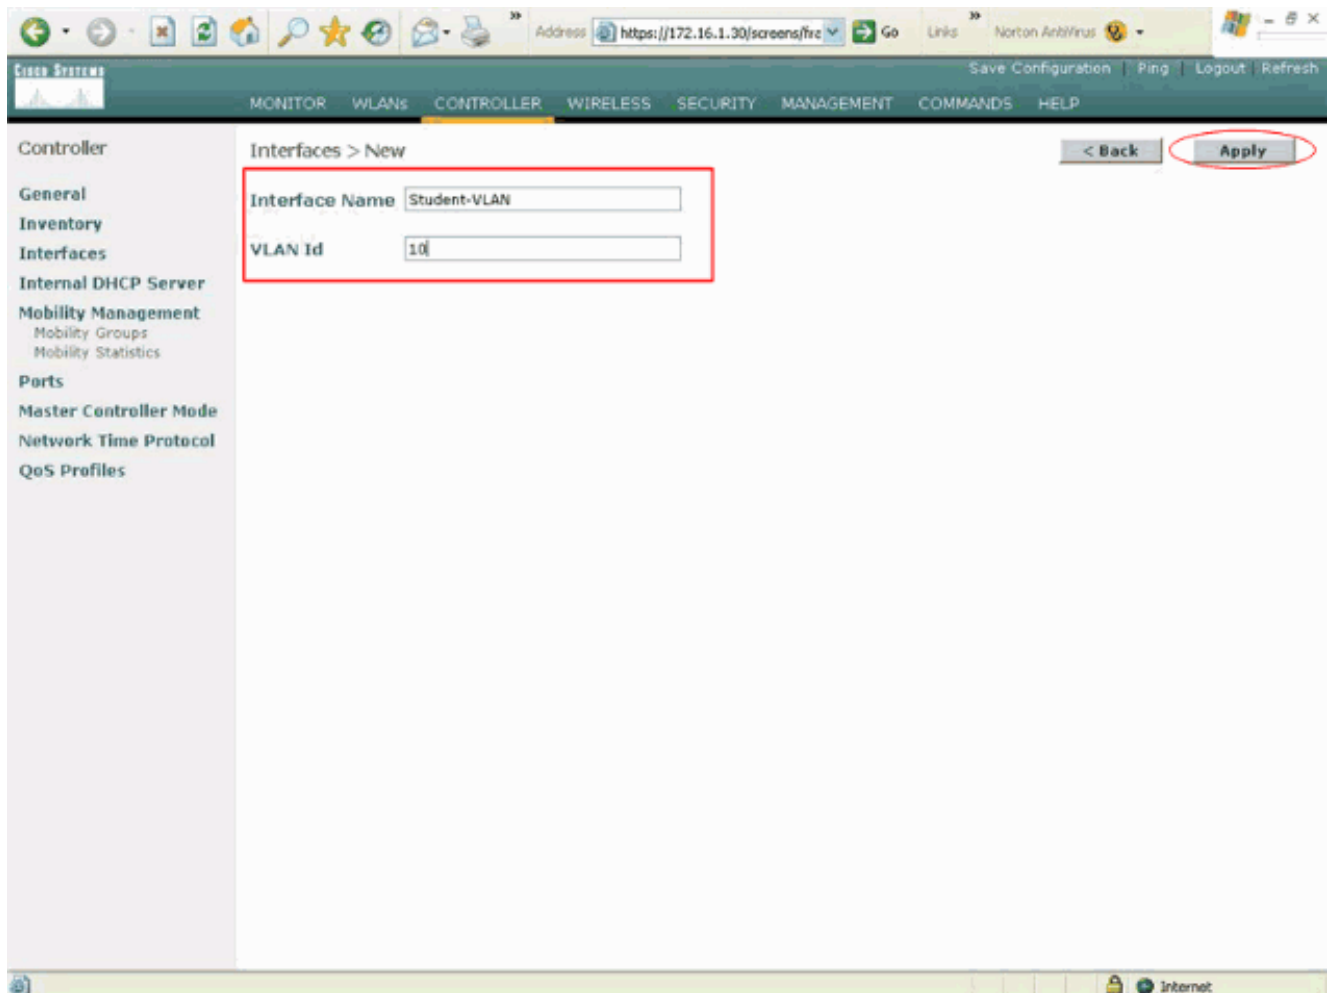 Address https://172.16.1.30/screens/fra Go Links Norton AntiVirus
CISCO SYSTEMS
Save Configuration | Ping | Logout | Refresh
MONITOR WLANs CONTROLLER WIRELESS SECURITY MANAGEMENT COMMANDS HELP
Controller
General
Inventory
Interfaces
Internal DHCP Server
Mobility Management
Mobility Groups
Mobility Statistics
Ports
Master Controller Mode
Network Time Protocol
QoS Profiles
Interfaces > New
< Back
Apply
Interface Name Student-VLAN
VLAN Id 10
Internet